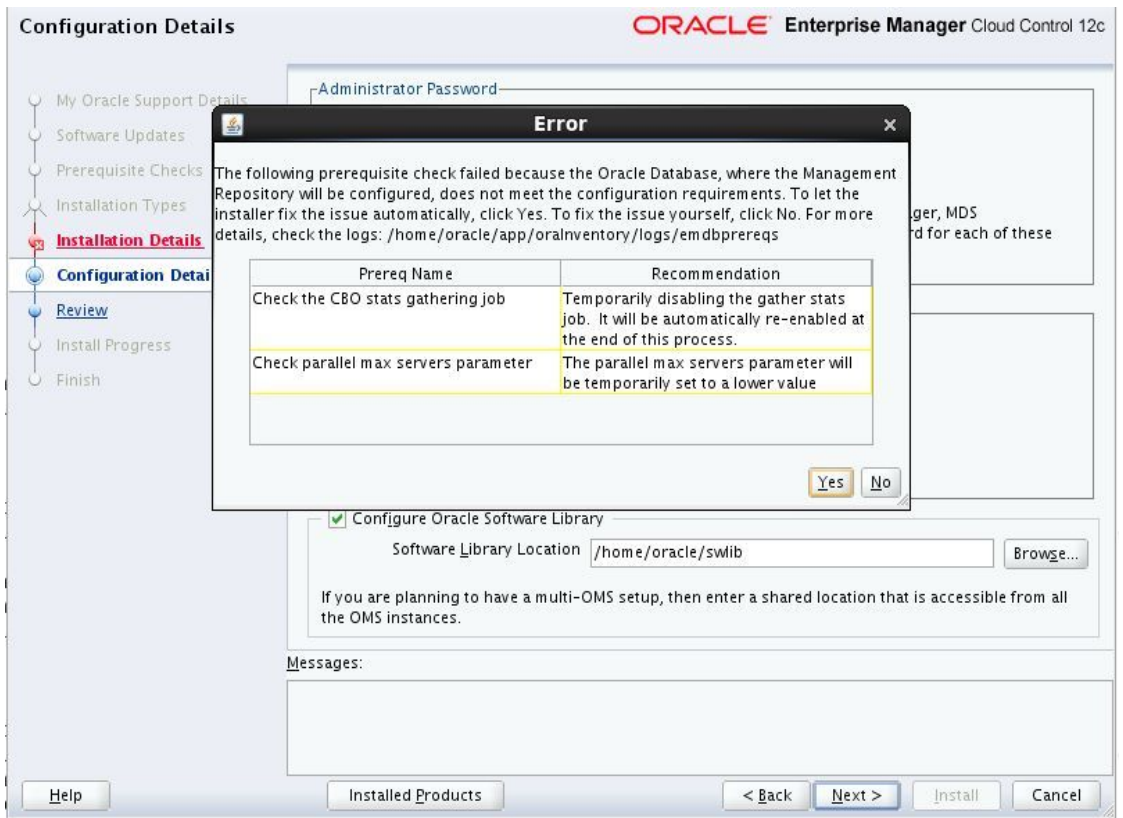 Configuration Details
ORACLE Enterprise Manager Cloud Control 12c
My Oracle Support Details
Software Updates
Prerequisite Checks
Installation Types
Installation Details
Configuration Detai
Review
Install Progress
Finish
Administrator Password
Error
The following prerequisite check failed because the Oracle Database, where the Management
Repository will be configured, does not meet the configuration requirements. To let the
installer fix the issue automatically, click Yes. To fix the issue yourself, click No. For more
details, check the logs: /home/oracle/app/oraInventory/logs/emdbprereqs
Prereq Name
Recommendation
Check the CBO stats gathering job
Temporarily disabling the gather stats
job. It will be automatically re-enabled at
the end of this process.
Check parallel max servers parameter
The parallel max servers parameter will
be temporarily set to a lower value
Yes
No
MDS
for each of these
Configure Oracle Software Library
Software Library Location
/home/oracle/swlib
Browse...
If you are planning to have a multi-OMS setup, then enter a shared location that is accessible from all
the OMS instances.
Messages:
Help
Installed Products
< Back
Next >
Install
Cancel